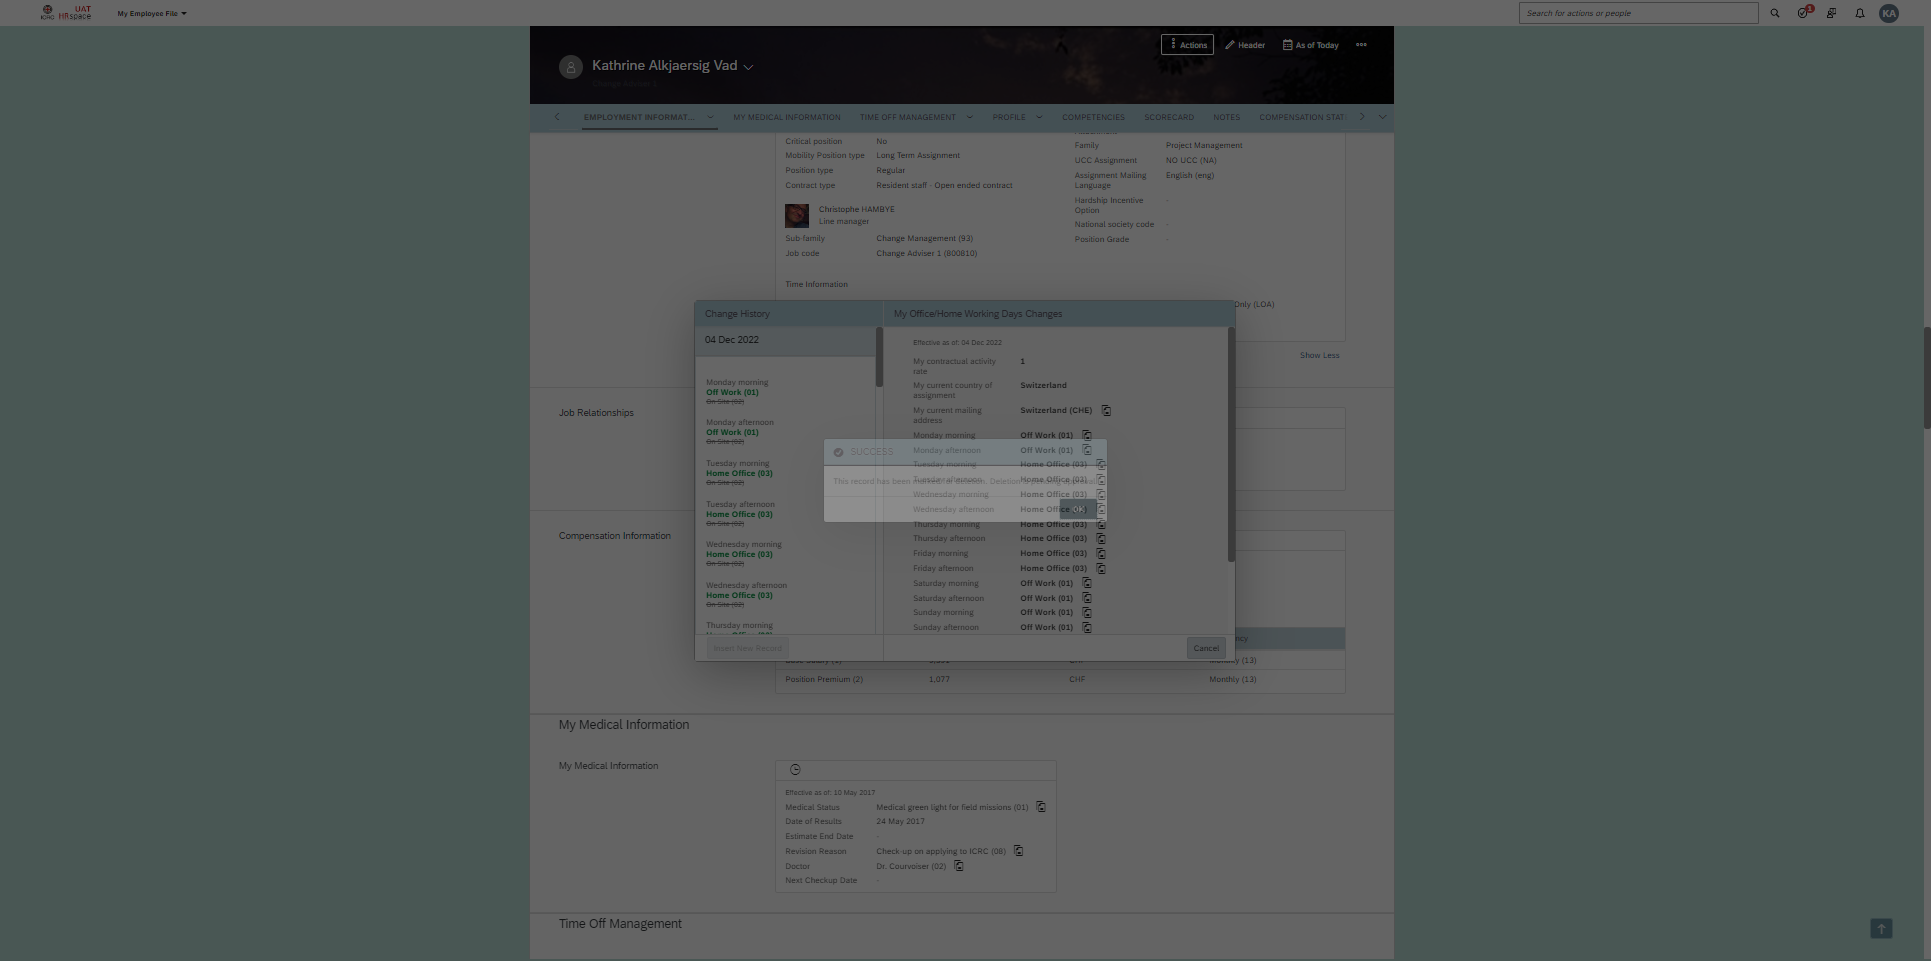 ICRC
UAT
HRspace
My Employee File
Search for actions or people
1
KA
Actions
Header
As of Today
Kathrine Alkjaersig Vad
Change Adviser 1
EMPLOYMENT INFORMAT...
MY MEDICAL INFORMATION
TIME OFF MANAGEMENT
PROFILE
COMPETENCIES
SCORECARD
NOTES
COMPENSATION STAT
Critical position No
Mobility Position type Long Term Assignment
Position type Regular
Contract type Resident staff - Open ended contract
Christophe HAMBYE
Line manager
Sub-family Change Management (93)
Job code Change Adviser 1 (800810)
Time Information
Family Project Management
UCC Assignment NO UCC (NA)
Assignment Mailing Language English (eng)
Hardship Incentive Option -
National society code -
Position Grade -
Only (LOA)
Show Less
Job Relationships
Compensation Information
Change History
04 Dec 2022
Monday morning
Off Work (01)
On Site (02)
Monday afternoon
Off Work (01)
On Site (02)
Tuesday morning
Home Office (03)
On Site (02)
Tuesday afternoon
Home Office (03)
On Site (02)
Wednesday morning
Home Office (03)
On Site (02)
Wednesday afternoon
Home Office (03)
On Site (02)
Thursday morning
Insert New Record
My Office/Home Working Days Changes
Effective as of: 04 Dec 2022
My contractual activity rate 1
My current country of assignment Switzerland
My current mailing address Switzerland (CHE)
Monday morning Off Work (01)
Monday afternoon Off Work (01)
Tuesday morning Home Office (03)
Tuesday afternoon Home Office (03)
Wednesday morning Home Office (03)
Wednesday afternoon Home Office (03)
Thursday morning Home Office (03)
Thursday afternoon Home Office (03)
Friday morning Home Office (03)
Friday afternoon Home Office (03)
Saturday morning Off Work (01)
Saturday afternoon Off Work (01)
Sunday morning Off Work (01)
Sunday afternoon Off Work (01)
Cancel
SUCCESS
This record has been marked for deletion. Deletion is pending approval.
OK
ncy
Monthly (13)
Position Premium (2) 1,077 CHF Monthly (13)
My Medical Information
My Medical Information
Effective as of: 10 May 2017
Medical Status Medical green light for field missions (01)
Date of Results 24 May 2017
Estimate End Date -
Revision Reason Check-up on applying to ICRC (08)
Doctor Dr. Courvoiser (02)
Next Checkup Date -
Time Off Management